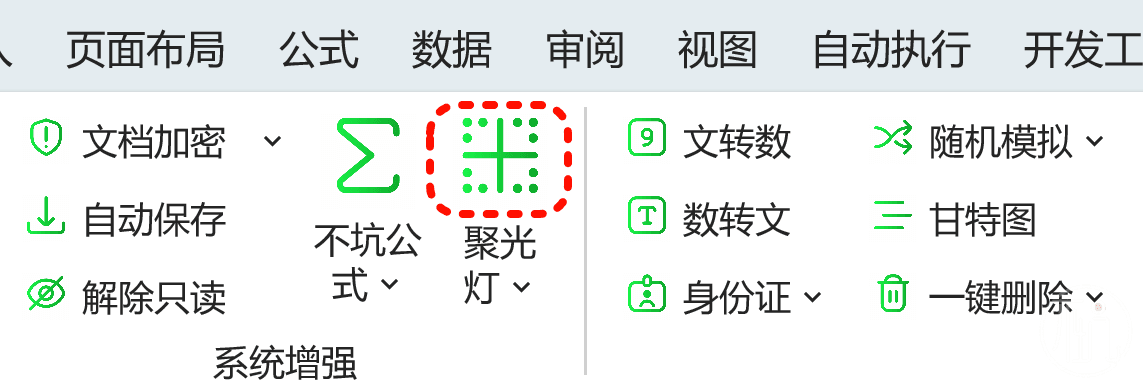 页面布局 公式 数据 审阅 视图 自动执行 开发工
文档加密
自动保存
解除只读
不坑公
式
聚光
灯
系统增强
文转数
数转文
身份证
随机模拟
甘特图
一键删除